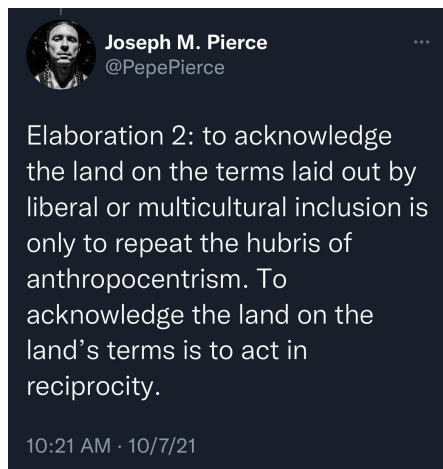 Joseph M. Pierce
@PepePierce
Elaboration 2: to acknowledge
the land on the terms laid out by
liberal or multicultural inclusion is
only to repeat the hubris of
anthropocentrism. To
acknowledge the land on the
land's terms is to act in
reciprocity.
10:21 AM · 10/7/21